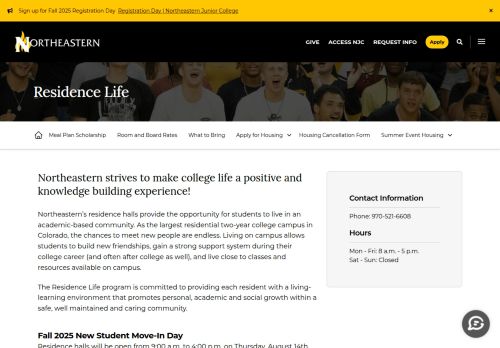 Sign up for Fall 2025 Registration Day Registration Day | Northeastern Junior College ×
NORTHEASTERN
GIVE ACCESS NJC REQUEST INFO Apply
Residence Life
Meal Plan Scholarship Room and Board Rates What to Bring Apply for Housing Housing Cancellation Form Summer Event Housing
Northeastern strives to make college life a positive and
knowledge building experience!
Northeastern's residence halls provide the opportunity for students to live in an
academic-based community. As the largest residential two-year college campus in
Colorado, the chances to meet new people are endless. Living on campus allows
students to build new friendships, gain a strong support system during their
college career (and often after college as well), and live close to classes and
resources available on campus.
The Residence Life program is committed to providing each resident with a living-
learning environment that promotes personal, academic and social growth within a
safe, well maintained and caring community.
Fall 2025 New Student Move-In Day
Residence halls will be open from 9:00 a.m. to 4:00 p.m. on Thursday, August 14th.
Contact Information
Phone: 970-521-6608
Hours
Mon - Fri: 8 a.m. - 5 p.m.
Sat - Sun: Closed